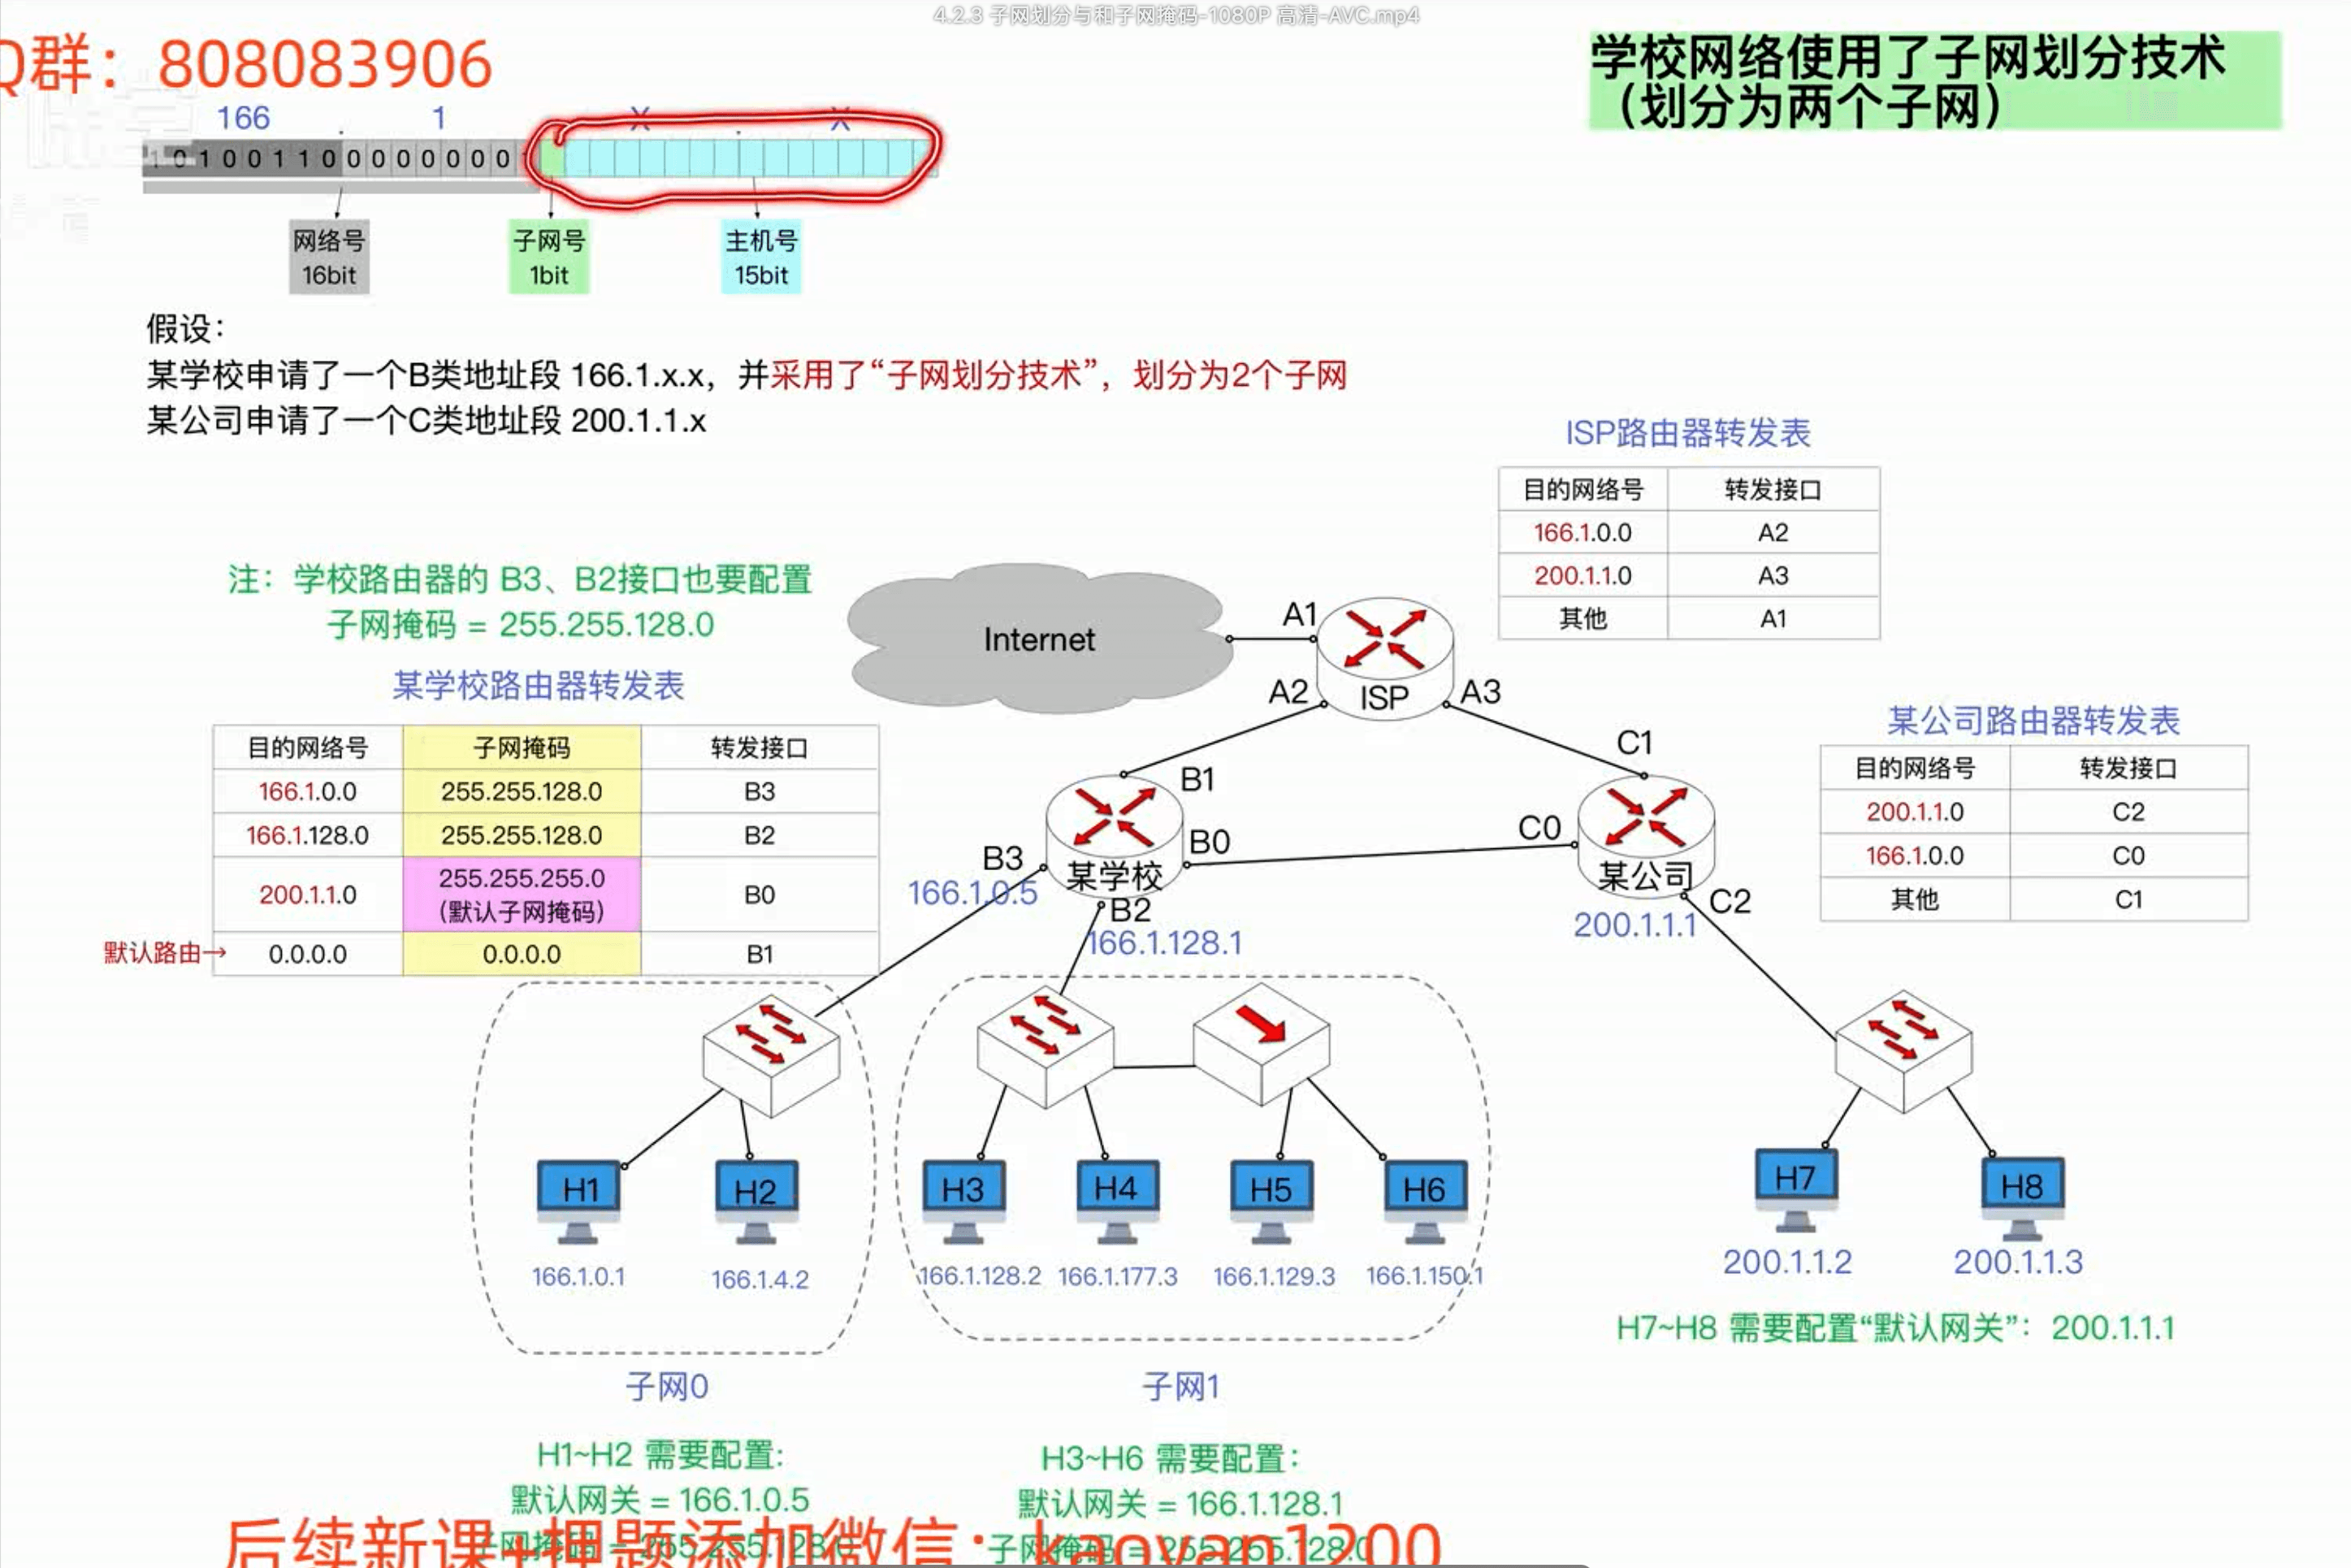 4.2.3 子网划分与和子网掩码-1080P 高清-AVC.mp4
Q群：808083906
学校网络使用了子网划分技术
（划分为两个子网）
166 . 1 . X . X
1 0 1 0 0 1 1 0 0 0 0 0 0 0 0 1
网络号
16bit
子网号
1bit
主机号
15bit
假设：
某学校申请了一个B类地址段 166.1.x.x，并采用了“子网划分技术”，划分为2个子网
某公司申请了一个C类地址段 200.1.1.x
ISP路由器转发表
目的网络号 转发接口
166.1.0.0 A2
200.1.1.0 A3
其他 A1
注：学校路由器的 B3、B2接口也要配置
子网掩码 = 255.255.128.0
某学校路由器转发表
目的网络号 子网掩码 转发接口
166.1.0.0 255.255.128.0 B3
166.1.128.0 255.255.128.0 B2
200.1.1.0 255.255.255.0 B0
（默认子网掩码）
默认路由→ 0.0.0.0 0.0.0.0 B1
Internet
A1
A2
ISP
A3
某公司路由器转发表
目的网络号 转发接口
200.1.1.0 C2
166.1.0.0 C0
其他 C1
B1
C1
B3
B0
C0
某学校
某公司
166.1.0.5
B2
C2
166.1.128.1
200.1.1.1
H1
H2
H3
H4
H5
H6
H7
H8
166.1.0.1
166.1.4.2
166.1.128.2
166.1.177.3
166.1.129.3
166.1.150.1
200.1.1.2
200.1.1.3
H7~H8 需要配置“默认网关”：200.1.1.1
子网0
子网1
H1~H2 需要配置:
默认网关 = 166.1.0.5
子网掩码 = 255.255.128.0
H3~H6 需要配置：
默认网关 = 166.1.128.1
子网掩码 = 255.255.128.0
后续新课+押题添加微信：kaoyan1200